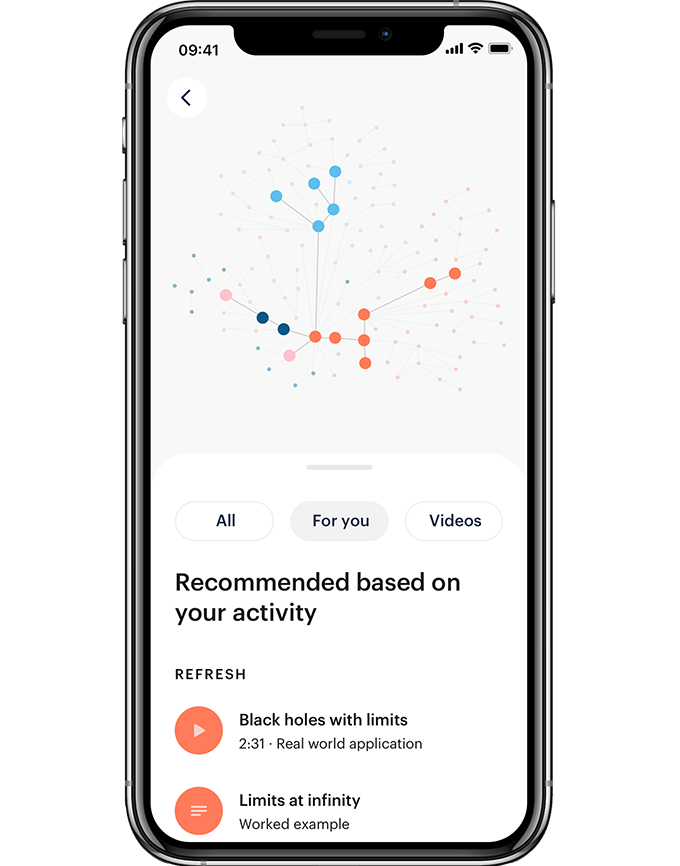 09:41
All
For you
Videos
Recommended based on
your activity
REFRESH
Black holes with limits
2:31 · Real world application
Limits at infinity
Worked example